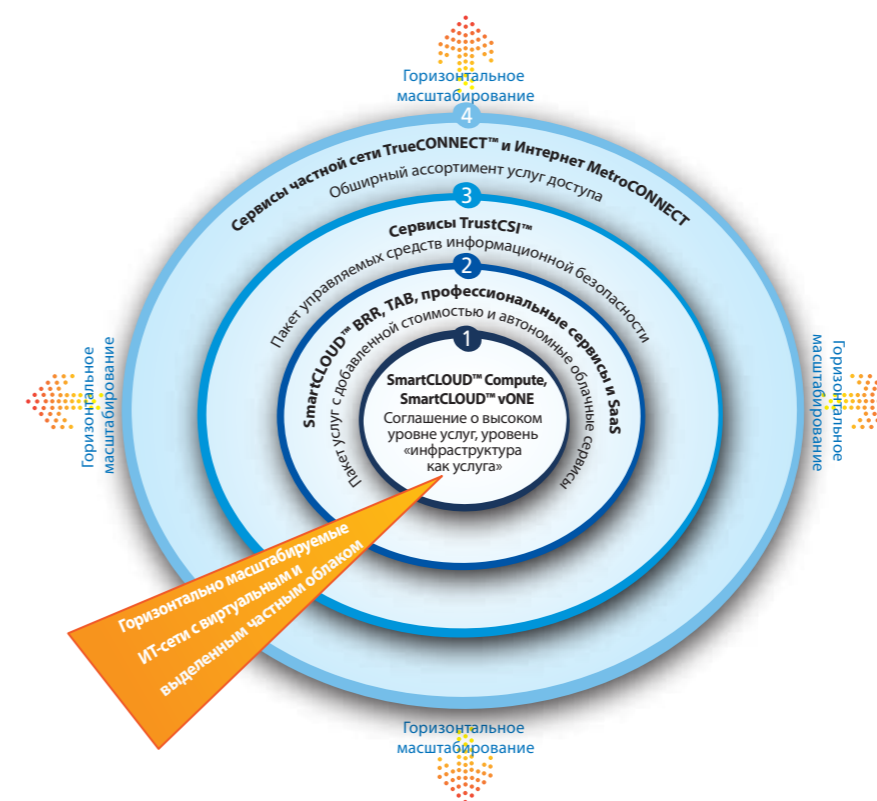 Горизонтальное
масштабирование
4
Сервисы частной сети TrueCONNECT™ и Интернет MetroCONNECT
Обширный ассортимент услуг доступа
3
Сервисы TrustCSI™
Пакет управляемых средств информационной безопасности
2
SmartCLOUD™ BRR, TAB, профессиональные сервисы и SaaS
Пакет услуг с добавленной стоимостью и автономные облачные сервисы
1
SmartCLOUD™ Compute,
SmartCLOUD™ vONE
Соглашение о высоком
уровне услуг, уровень
«инфраструктура
как услуга»
Горизонтальное
масштабирование
Горизонтальное
масштабирование
Горизонтально масштабируемые
ИТ-сети с виртуальным и
выделенным частным облаком
Горизонтальное
масштабирование